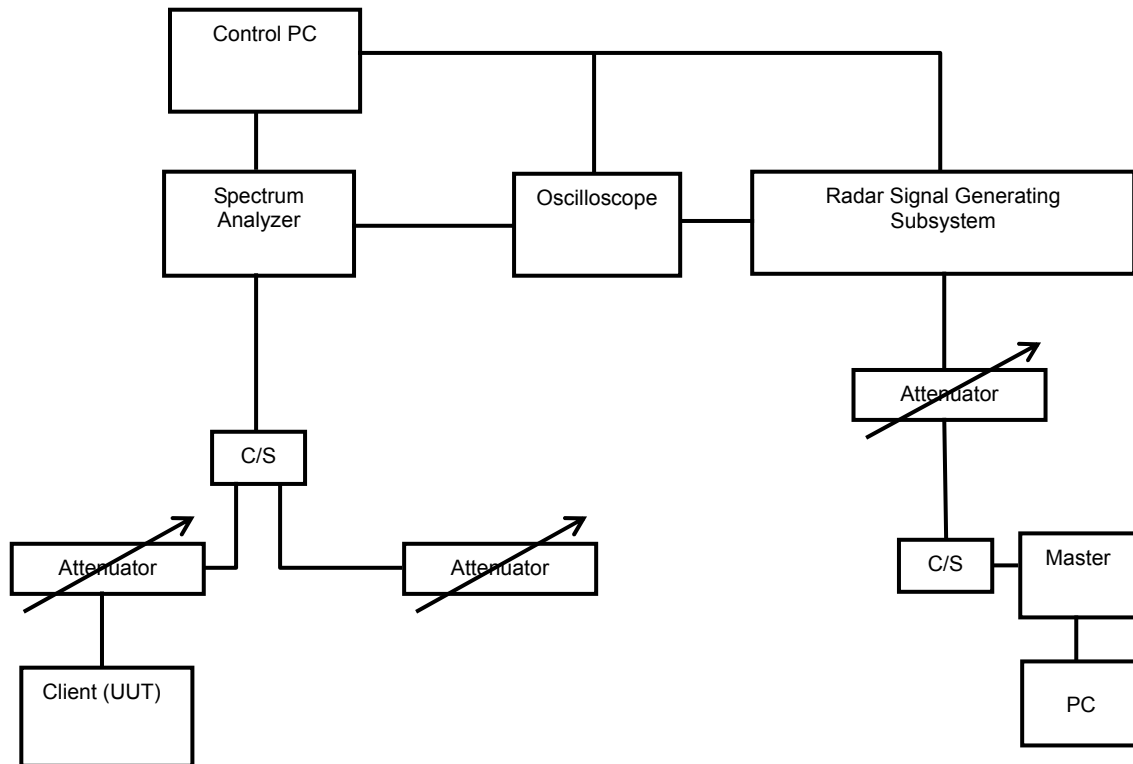 Control PC
Spectrum
Analyzer
Oscilloscope
Radar Signal Generating
Subsystem
Attenuator
C/S
Attenuator
Attenuator
C/S
Master
Client (UUT)
PC